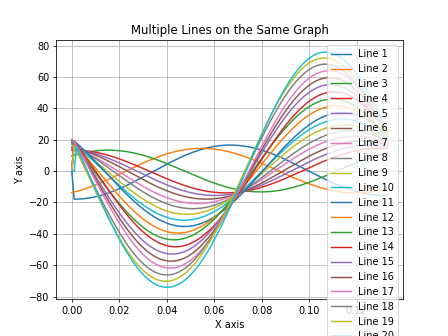 Multiple Lines on the Same Graph
80
60
40
20
0
−20
−40
−60
−80
Y axis
0.00
0.02
0.04
0.06
0.08
0.10
X axis
Line 1
Line 2
Line 3
Line 4
Line 5
Line 6
Line 7
Line 8
Line 9
Line 10
Line 11
Line 12
Line 13
Line 14
Line 15
Line 16
Line 17
Line 18
Line 19
Line 20